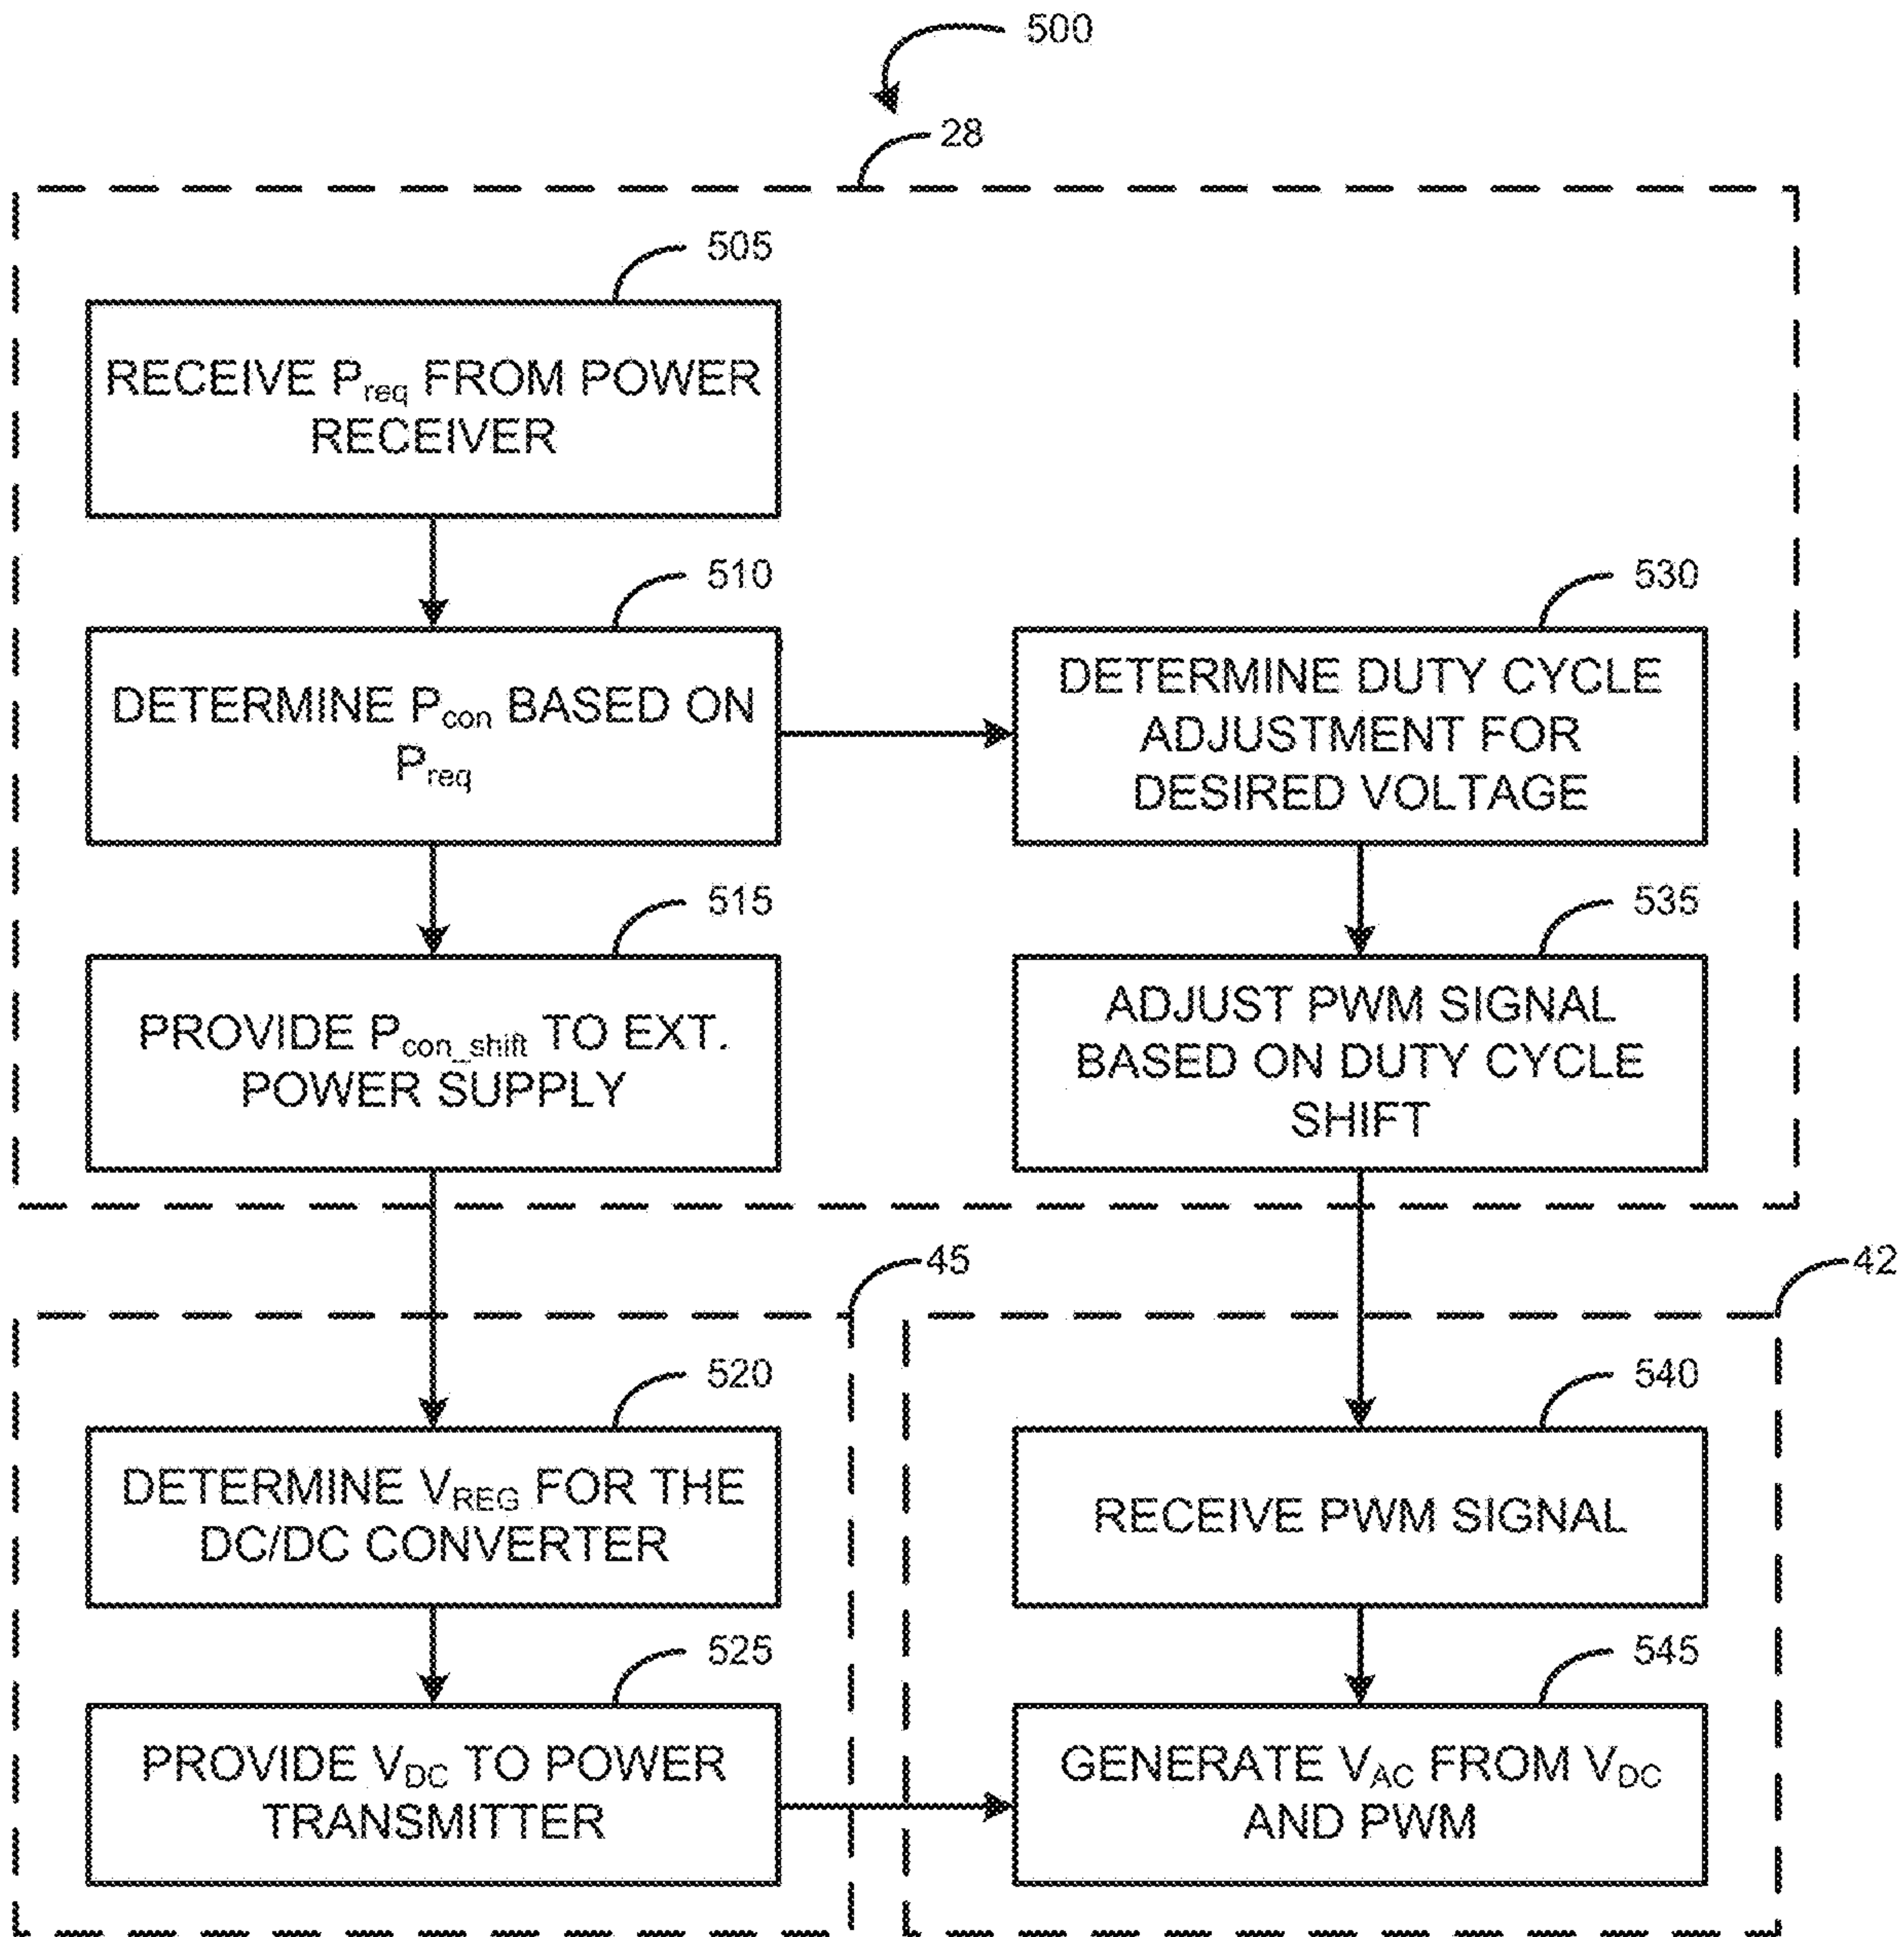 500
28
505
RECEIVE Preq FROM POWER
RECEIVER
510
DETERMINE Pcon BASED ON
Preq
530
DETERMINE DUTY CYCLE
ADJUSTMENT FOR
DESIRED VOLTAGE
515
PROVIDE Pcon_shift TO EXT.
POWER SUPPLY
535
ADJUST PWM SIGNAL
BASED ON DUTY CYCLE
SHIFT
45
42
520
DETERMINE VREG FOR THE
DC/DC CONVERTER
540
RECEIVE PWM SIGNAL
525
PROVIDE VDC TO POWER
TRANSMITTER
545
GENERATE VAC FROM VDC
AND PWM